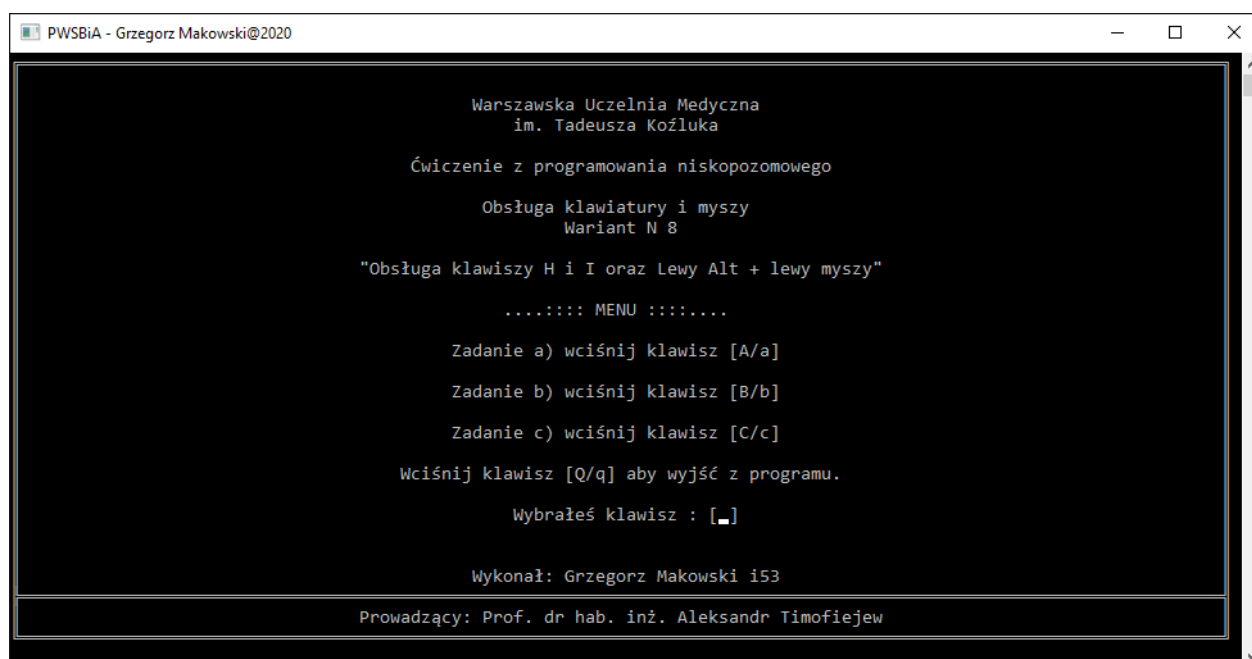 PWSBiA - Grzegorz Makowski@2020
Warszawska Uczelnia Medyczna
im. Tadeusza Koźluka
Ćwiczenie z programowania niskopozomowego
Obsługa klawiatury i myszy
Wariant N 8
"Obsługa klawiszy H i I oraz Lewy Alt + lewy myszy"
....:::: MENU ::::....
Zadanie a) wciśnij klawisz [A/a]
Zadanie b) wciśnij klawisz [B/b]
Zadanie c) wciśnij klawisz [C/c]
Wciśnij klawisz [Q/q] aby wyjść z programu.
Wybrałeś klawisz : [_]
Wykonał: Grzegorz Makowski i53
Prowadzący: Prof. dr hab. inż. Aleksandr Timofiejew